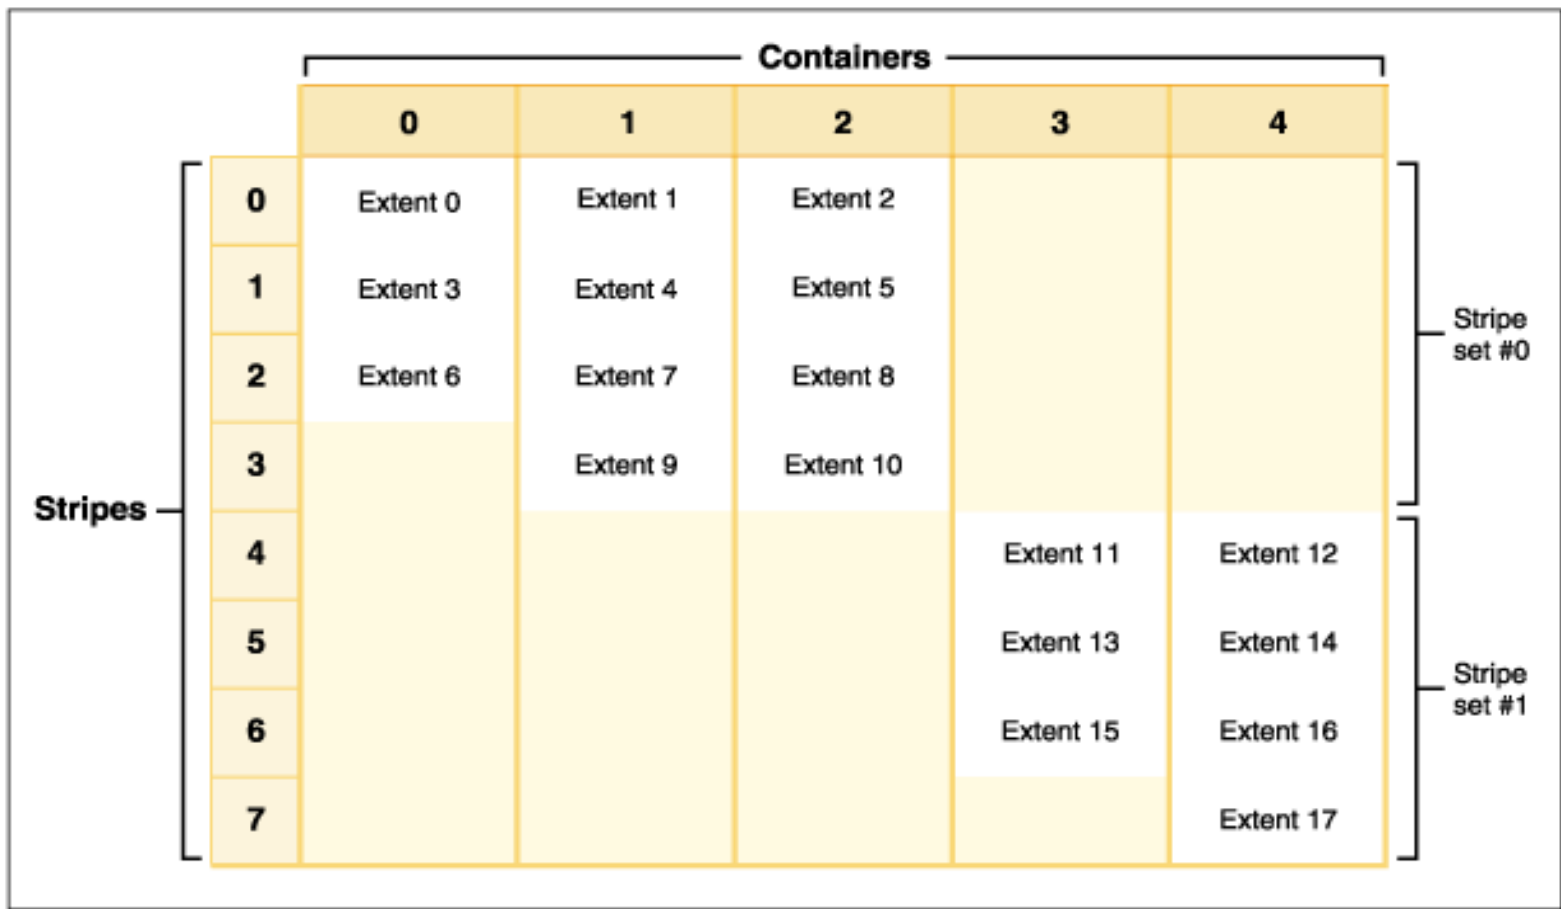 Containers
0 1 2 3 4
0 Extent 0 Extent 1 Extent 2
1 Extent 3 Extent 4 Extent 5
Stripe
set #0
2 Extent 6 Extent 7 Extent 8
3 Extent 9 Extent 10
Stripes
4 Extent 11 Extent 12
5 Extent 13 Extent 14
Stripe
set #1
6 Extent 15 Extent 16
7 Extent 17